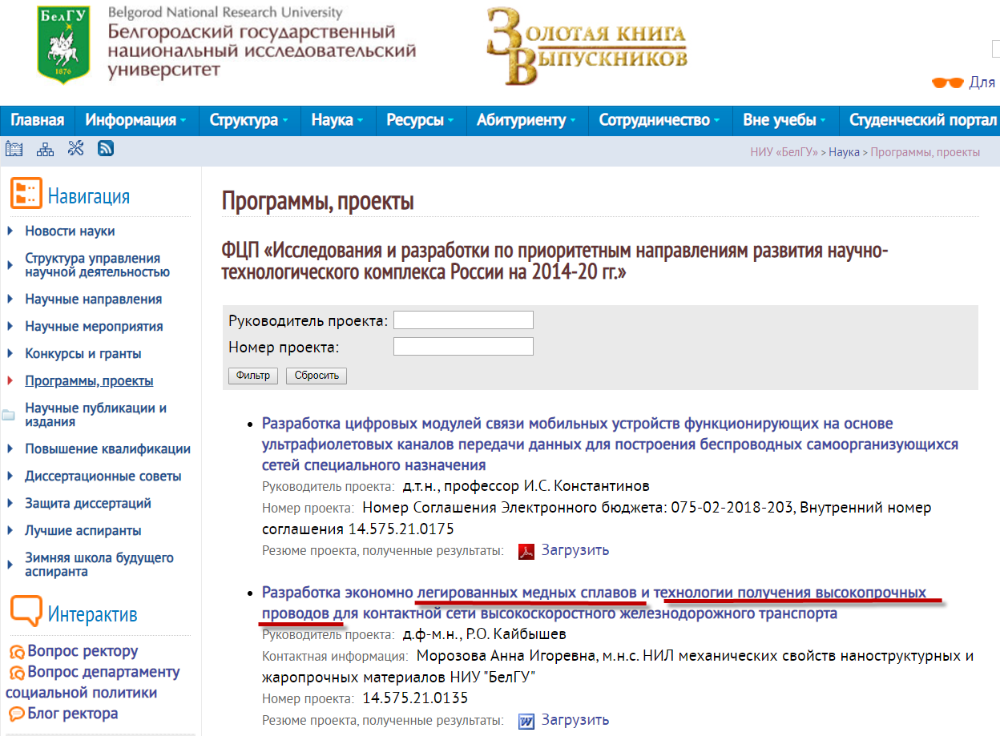 БелГУ
1876
Belgorod National Research University
Белгородский государственный
национальный исследовательский
университет
Золотая книга
Выпускников
Для
Главная Информация Структура Наука Ресурсы Абитуриенту Сотрудничество Вне учебы Студенческий портал
НИУ «БелГУ» > Наука > Программы, проекты
Навигация
Новости науки
Структура управления
научной деятельностью
Научные направления
Научные мероприятия
Конкурсы и гранты
Программы, проекты
Научные публикации и
издания
Повышение квалификации
Диссертационные советы
Защита диссертаций
Лучшие аспиранты
Зимняя школа будущего
аспиранта
Интерактив
Вопрос ректору
Вопрос департаменту
социальной политики
Блог ректора
Программы, проекты
ФЦП «Исследования и разработки по приоритетным направлениям развития научно-
технологического комплекса России на 2014-20 гг.»
Руководитель проекта:
Номер проекта:
Фильтр Сбросить
• Разработка цифровых модулей связи мобильных устройств функционирующих на основе
ультрафиолетовых каналов передачи данных для построения беспроводных самоорганизующихся
сетей специального назначения
Руководитель проекта: д.т.н., профессор И.С. Константинов
Номер проекта: Номер Соглашения Электронного бюджета: 075-02-2018-203, Внутренний номер
соглашения 14.575.21.0175
Резюме проекта, полученные результаты: Загрузить
• Разработка экономно легированных медных сплавов и технологии получения высокопрочных
проводов для контактной сети высокоскоростного железнодорожного транспорта
Руководитель проекта: д.ф-м.н., Р.О. Кайбышев
Контактная информация: Морозова Анна Игоревна, м.н.с. НИЛ механических свойств наноструктурных и
жаропрочных материалов НИУ "БелГУ"
Номер проекта: 14.575.21.0135
Резюме проекта, полученные результаты: Загрузить